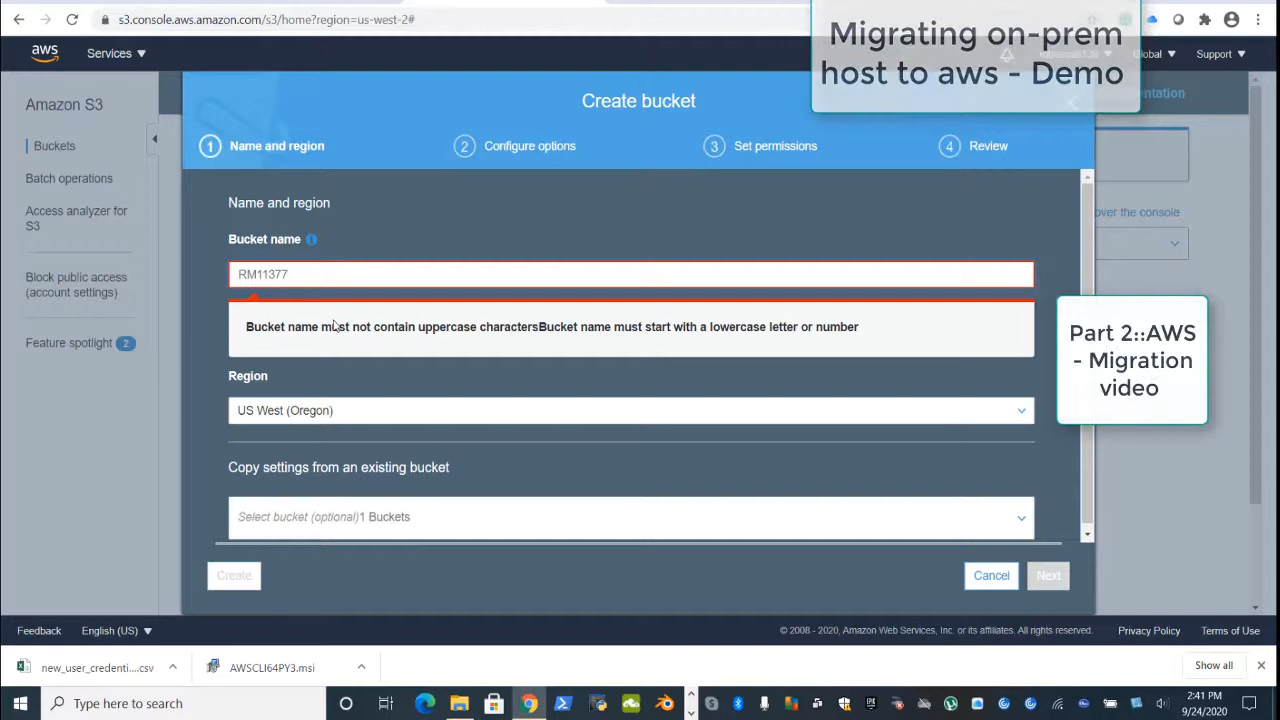 s3.console.aws.amazon.com/s3/home?region=us-west-2#
Migrating on-prem
host to aws - Demo
aws
Services
Global
Support
Amazon S3
Buckets
Batch operations
Access analyzer for
S3
Block public access
(account settings)
Feature spotlight 2
Create bucket
1 Name and region
2 Configure options
3 Set permissions
4 Review
Name and region
Bucket name
RM11377
Bucket name must not contain uppercase charactersBucket name must start with a lowercase letter or number
Region
US West (Oregon)
Copy settings from an existing bucket
Select bucket (optional)1 Buckets
Create
Cancel
Next
over the console
Part 2::AWS
- Migration
video
Feedback
English (US)
© 2008 - 2020, Amazon Web Services, Inc. or its affiliates. All rights reserved.
Privacy Policy
Terms of Use
new_user_credenti....csv
AWSCLI64PY3.msi
Show all
Type here to search
2:41 PM
9/24/2020